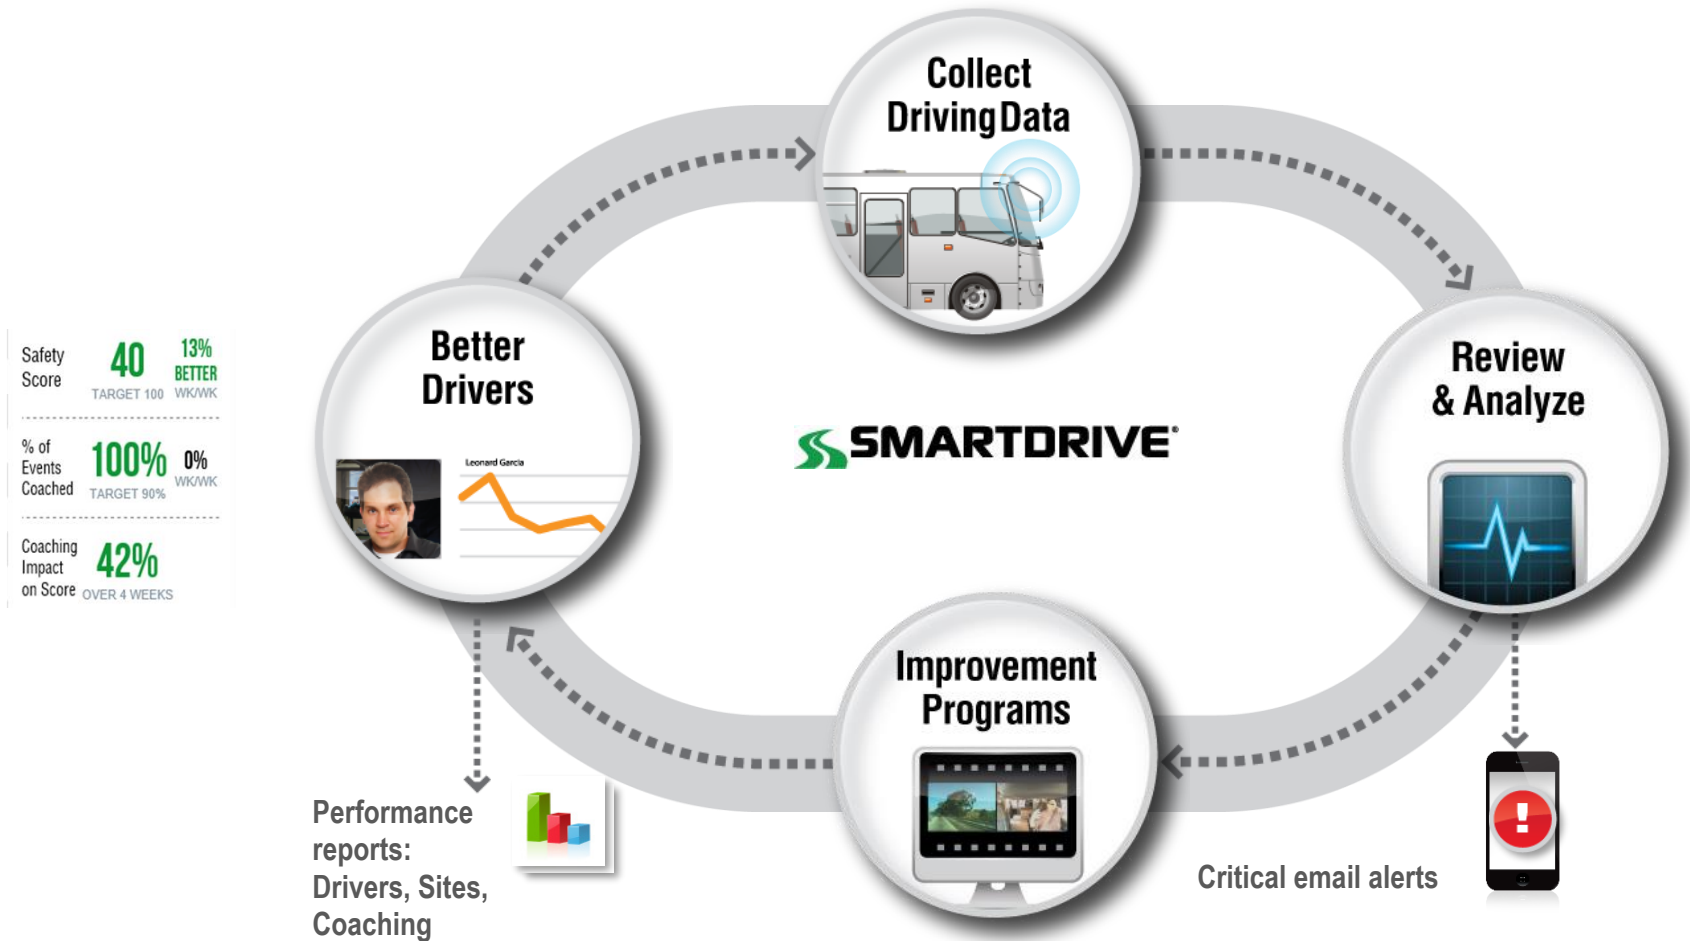 Collect
Driving Data
Better
Drivers
Leonard Garcia
Review
& Analyze
SMARTDRIVE®
Safety
Score
40
TARGET 100
13%
BETTER
WK/WK
% of
Events
Coached
100%
TARGET 90%
0%
WK/WK
Coaching
Impact
on Score
42%
OVER 4 WEEKS
Improvement
Programs
Performance
reports:
Drivers, Sites,
Coaching
Critical email alerts